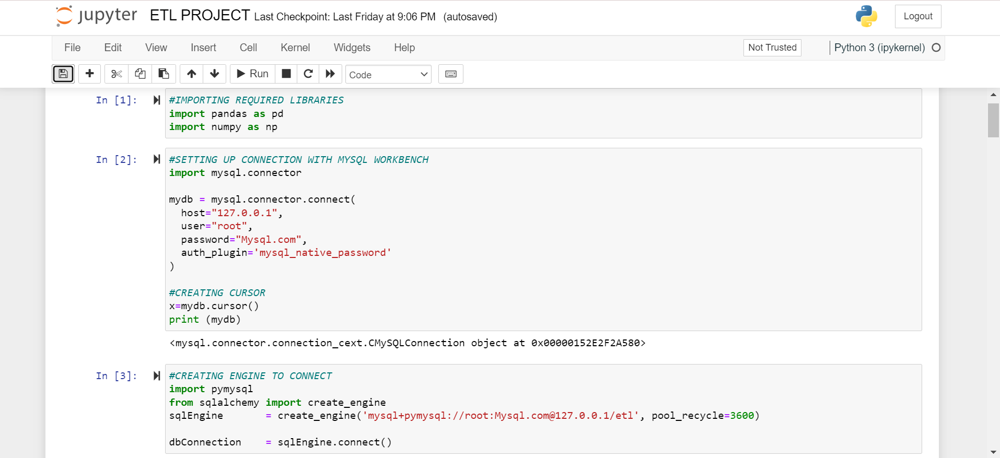 jupyter ETL PROJECT Last Checkpoint: Last Friday at 9:06 PM (autosaved) Logout
File Edit View Insert Cell Kernel Widgets Help Not Trusted Python 3 (ipykernel)
Run Code
In [1]: #IMPORTING REQUIRED LIBRARIES
import pandas as pd
import numpy as np
In [2]: #SETTING UP CONNECTION WITH MYSQL WORKBENCH
import mysql.connector
mydb = mysql.connector.connect(
  host="127.0.0.1",
  user="root",
  password="Mysql.com",
  auth_plugin='mysql_native_password'
)
#CREATING CURSOR
x=mydb.cursor()
print (mydb)
<mysql.connector.connection_cext.CMySQLConnection object at 0x00000152E2F2A580>
In [3]: #CREATING ENGINE TO CONNECT
import pymysql
from sqlalchemy import create_engine
sqlEngine       = create_engine('mysql+pymysql://root:Mysql.com@127.0.0.1/etl', pool_recycle=3600)
dbConnection    = sqlEngine.connect()